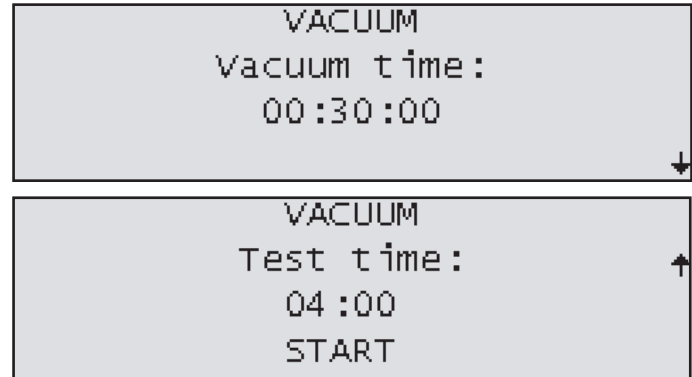 VACUUM
Vacuum time:
00:30:00
VACUUM
Test time:
04:00
START